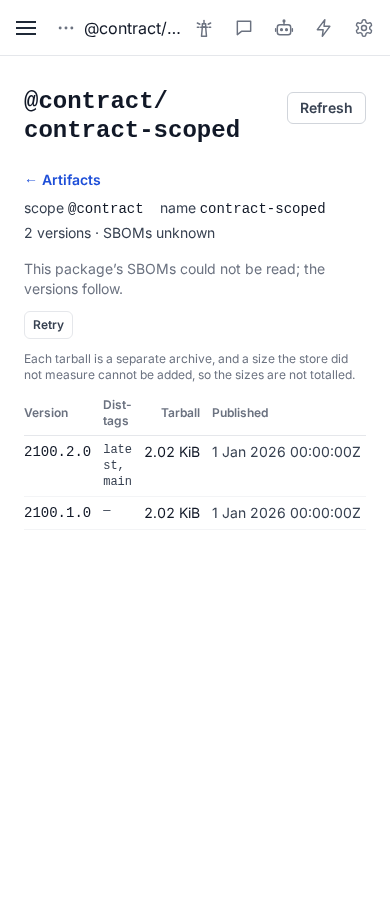 @contract/...
@contract/
contract-scoped
Refresh
← Artifacts
scope @contract name contract-scoped
2 versions · SBOMs unknown
This package’s SBOMs could not be read; the
versions follow.
Retry
Each tarball is a separate archive, and a size the store did
not measure cannot be added, so the sizes are not totalled.
Version Dist-tags Tarball Published
2100.2.0 latest, main 2.02 KiB 1 Jan 2026 00:00:00Z
2100.1.0 — 2.02 KiB 1 Jan 2026 00:00:00Z